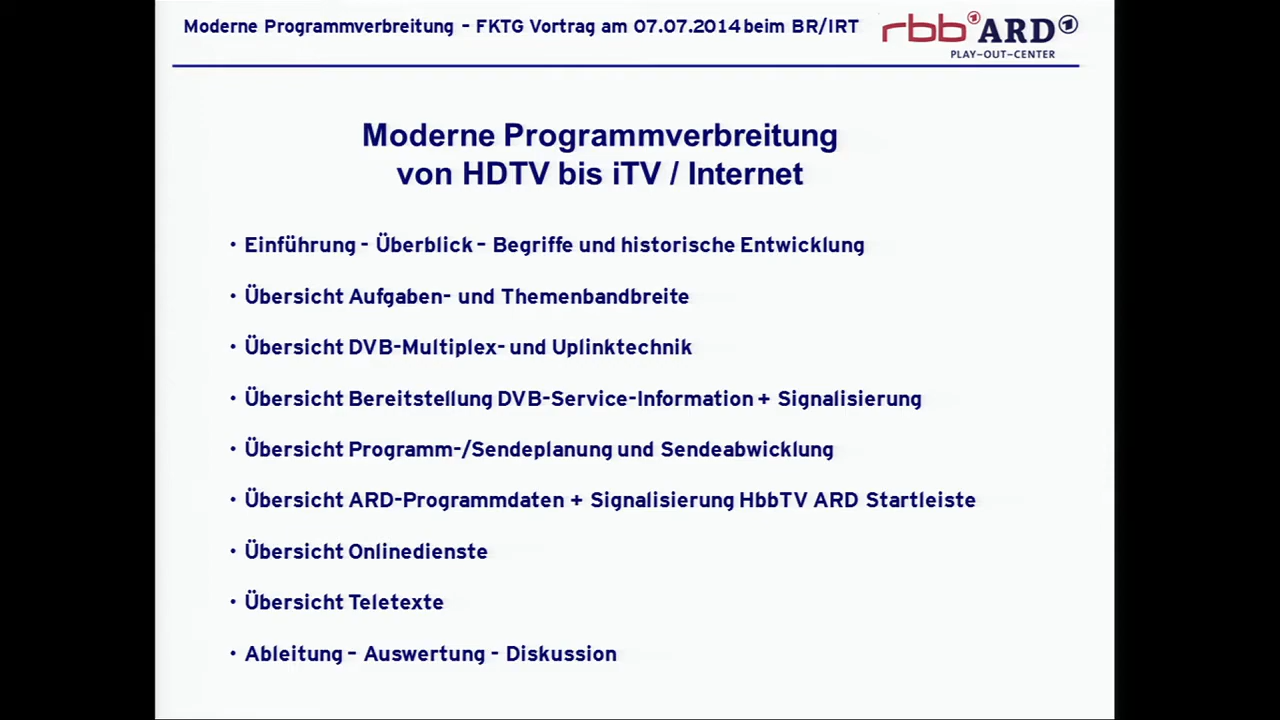 Moderne Programmverbreitung – FKTG Vortrag am 07.07.2014 beim BR/IRT
rbb ARD
PLAY-OUT-CENTER
Moderne Programmverbreitung
von HDTV bis iTV / Internet
• Einführung - Überblick – Begriffe und historische Entwicklung
• Übersicht Aufgaben- und Themenbandbreite
• Übersicht DVB-Multiplex- und Uplinktechnik
• Übersicht Bereitstellung DVB-Service-Information + Signalisierung
• Übersicht Programm-/Sendeplanung und Sendeabwicklung
• Übersicht ARD-Programmdaten + Signalisierung HbbTV ARD Startleiste
• Übersicht Onlinedienste
• Übersicht Teletexte
• Ableitung – Auswertung - Diskussion